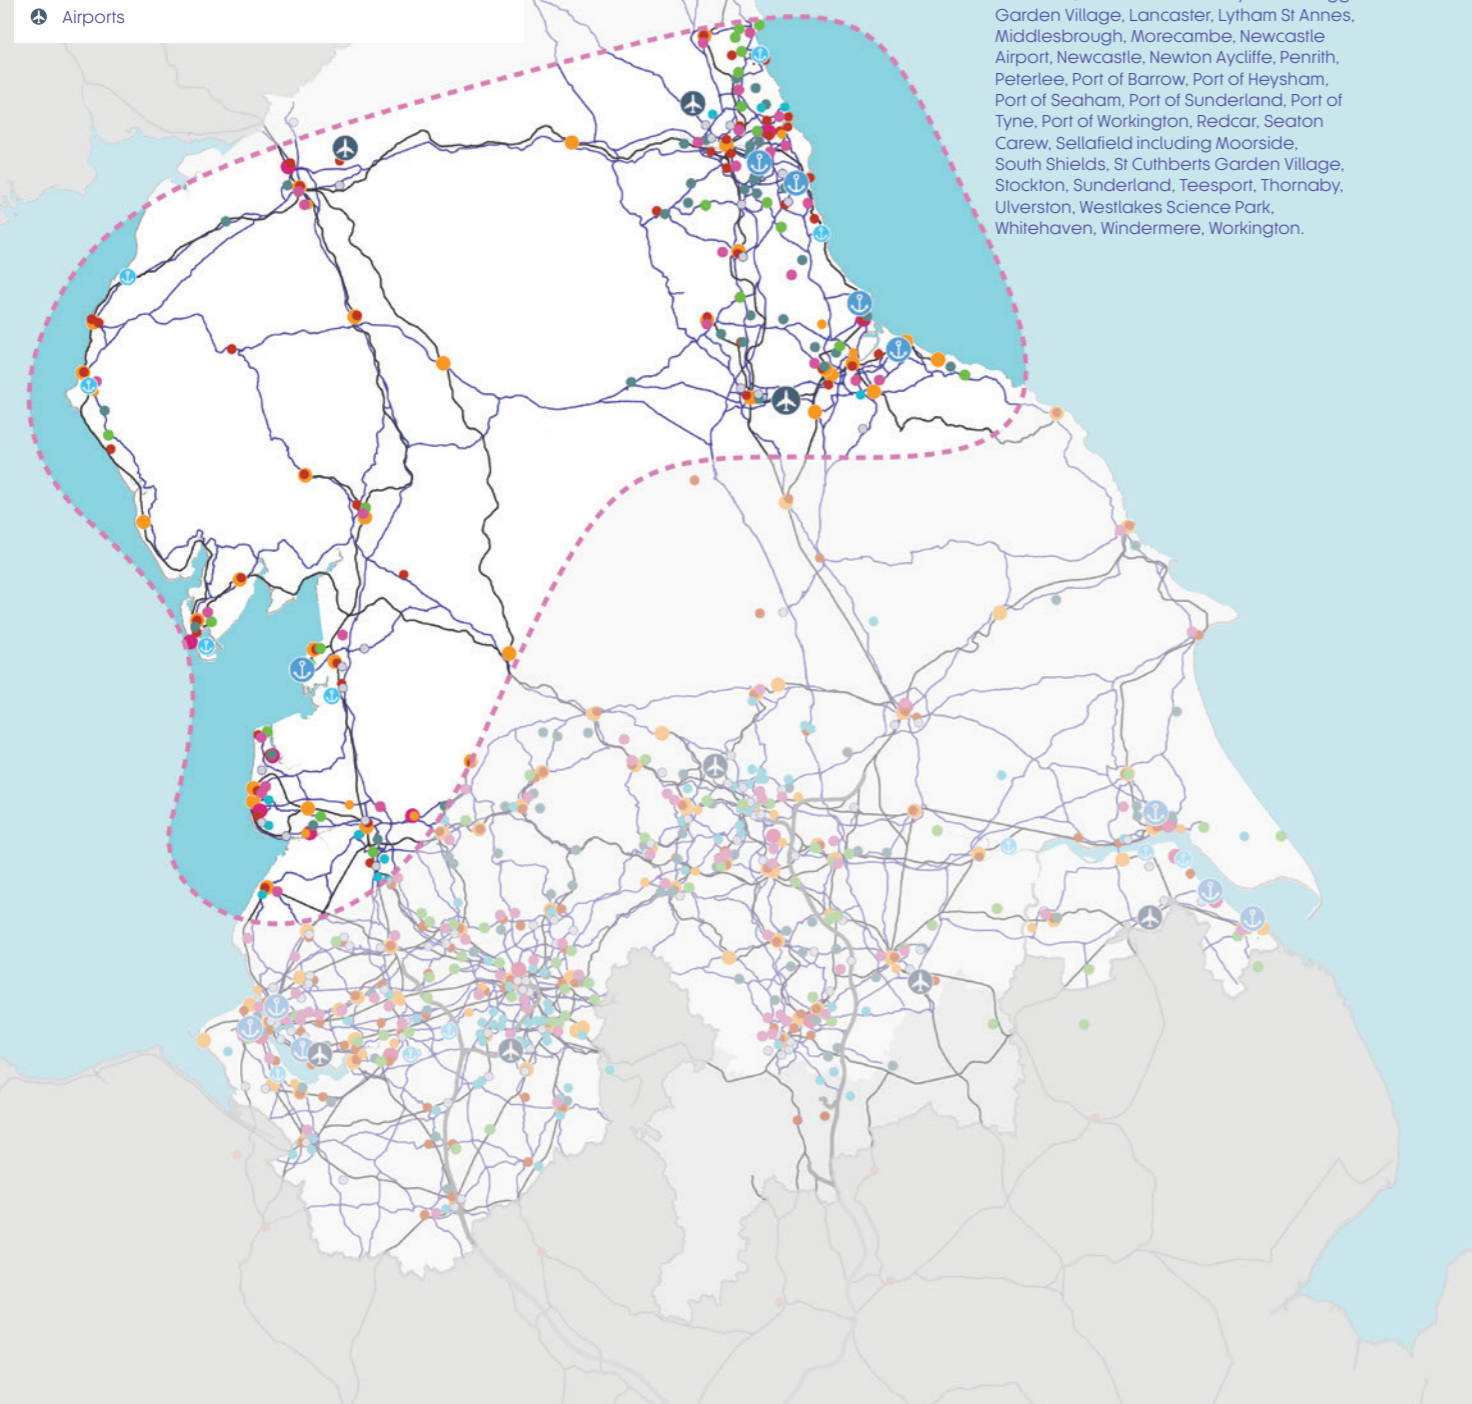 Airports
Garden Village, Lancaster, Lytham St Annes,
Middlesbrough, Morecambe, Newcastle
Airport, Newcastle, Newton Aycliffe, Penrith,
Peterlee, Port of Barrow, Port of Heysham,
Port of Seaham, Port of Sunderland, Port of
Tyne, Port of Workington, Redcar, Seaton
Carew, Sellafield including Moorside,
South Shields, St Cuthberts Garden Village,
Stockton, Sunderland, Teesport, Thornaby,
Ulverston, Westlakes Science Park,
Whitehaven, Windermere, Workington.